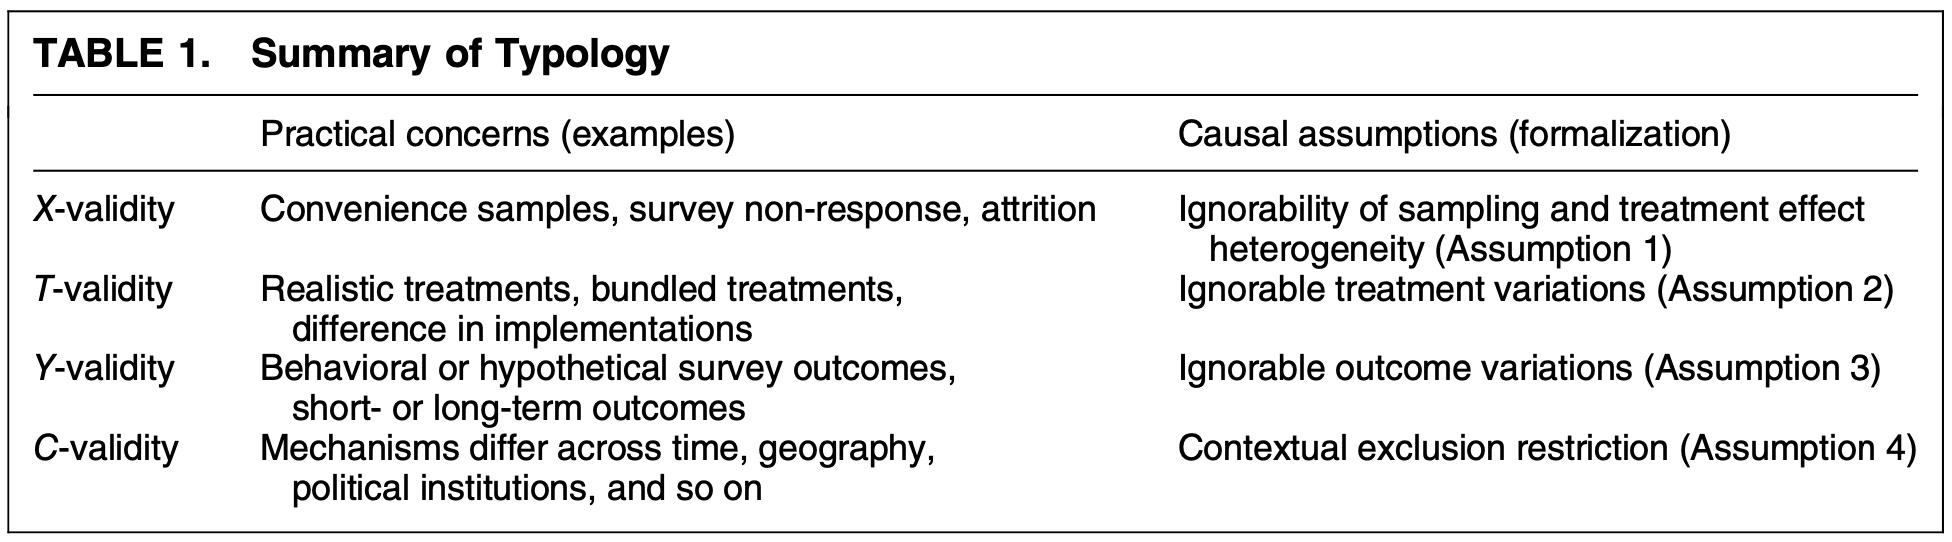 TABLE 1. Summary of Typology
Practical concerns (examples) Causal assumptions (formalization)
X-validity Convenience samples, survey non-response, attrition Ignorability of sampling and treatment effect
heterogeneity (Assumption 1)
T-validity Realistic treatments, bundled treatments, Ignorable treatment variations (Assumption 2)
difference in implementations
Y-validity Behavioral or hypothetical survey outcomes, Ignorable outcome variations (Assumption 3)
short- or long-term outcomes
C-validity Mechanisms differ across time, geography, Contextual exclusion restriction (Assumption 4)
political institutions, and so on